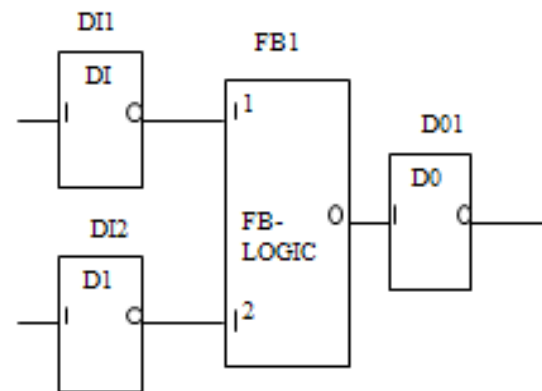 DI1
DI
I O
FB1
I 1
FB-
LOGIC
O
I 2
D01
D0
I O
DI2
D1
I O